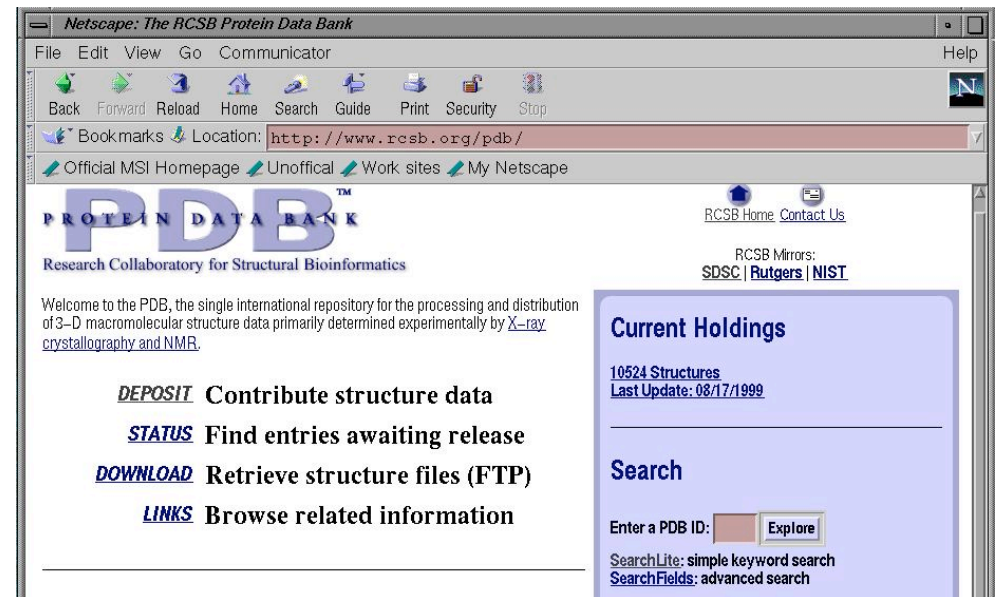 Netscape: The RCSB Protein Data Bank
File Edit View Go Communicator Help
Back Forward Reload Home Search Guide Print Security Stop
N
Bookmarks Location: http://www.rcsb.org/pdb/
Official MSI Homepage Unoffical Work sites My Netscape
PDB TM
PROTEIN DATA BANK
Research Collaboratory for Structural Bioinformatics
Welcome to the PDB, the single international repository for the processing and distribution
of 3-D macromolecular structure data primarily determined experimentally by X-ray
crystallography and NMR.
DEPOSIT Contribute structure data
STATUS Find entries awaiting release
DOWNLOAD Retrieve structure files (FTP)
LINKS Browse related information
RCSB Home Contact Us
RCSB Mirrors:
SDSC | Rutgers | NIST
Current Holdings
10524 Structures
Last Update: 08/17/1999
Search
Enter a PDB ID: Explore
SearchLite: simple keyword search
SearchFields: advanced search